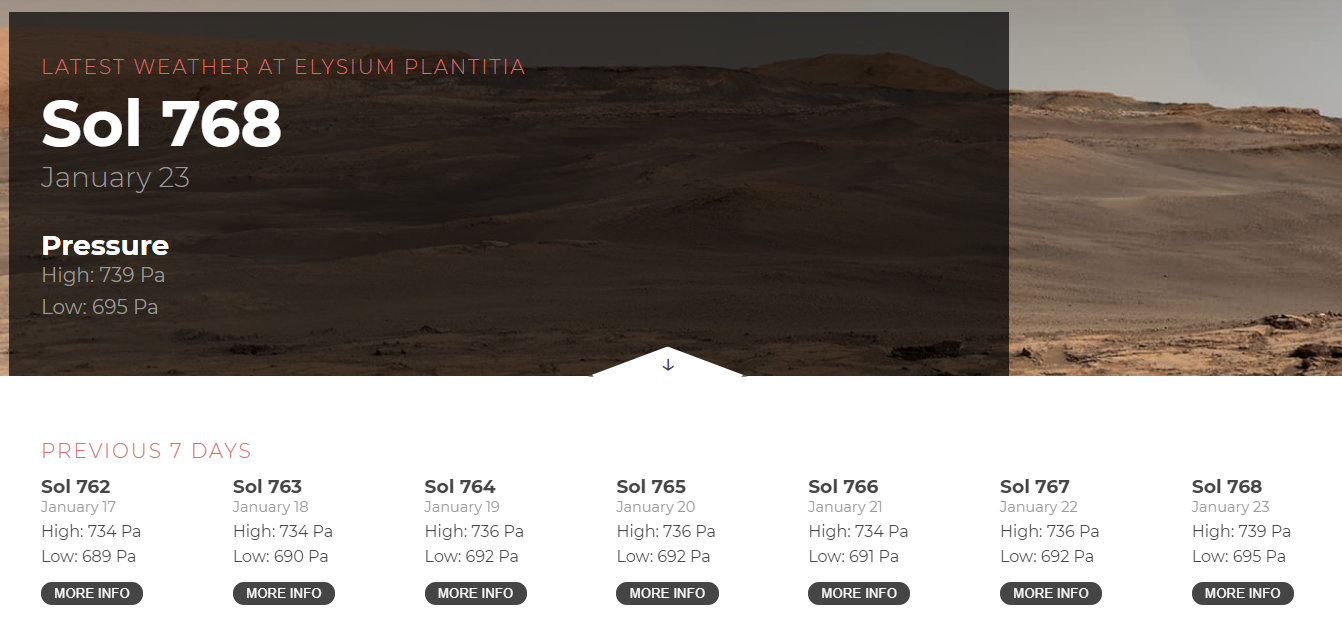 LATEST WEATHER AT ELYSIUM PLANTITIA
Sol 768
January 23
Pressure
High: 739 Pa
Low: 695 Pa
PREVIOUS 7 DAYS
Sol 762
January 17
High: 734 Pa
Low: 689 Pa
MORE INFO
Sol 763
January 18
High: 734 Pa
Low: 690 Pa
MORE INFO
Sol 764
January 19
High: 736 Pa
Low: 692 Pa
MORE INFO
Sol 765
January 20
High: 736 Pa
Low: 692 Pa
MORE INFO
Sol 766
January 21
High: 734 Pa
Low: 691 Pa
MORE INFO
Sol 767
January 22
High: 736 Pa
Low: 692 Pa
MORE INFO
Sol 768
January 23
High: 739 Pa
Low: 695 Pa
MORE INFO